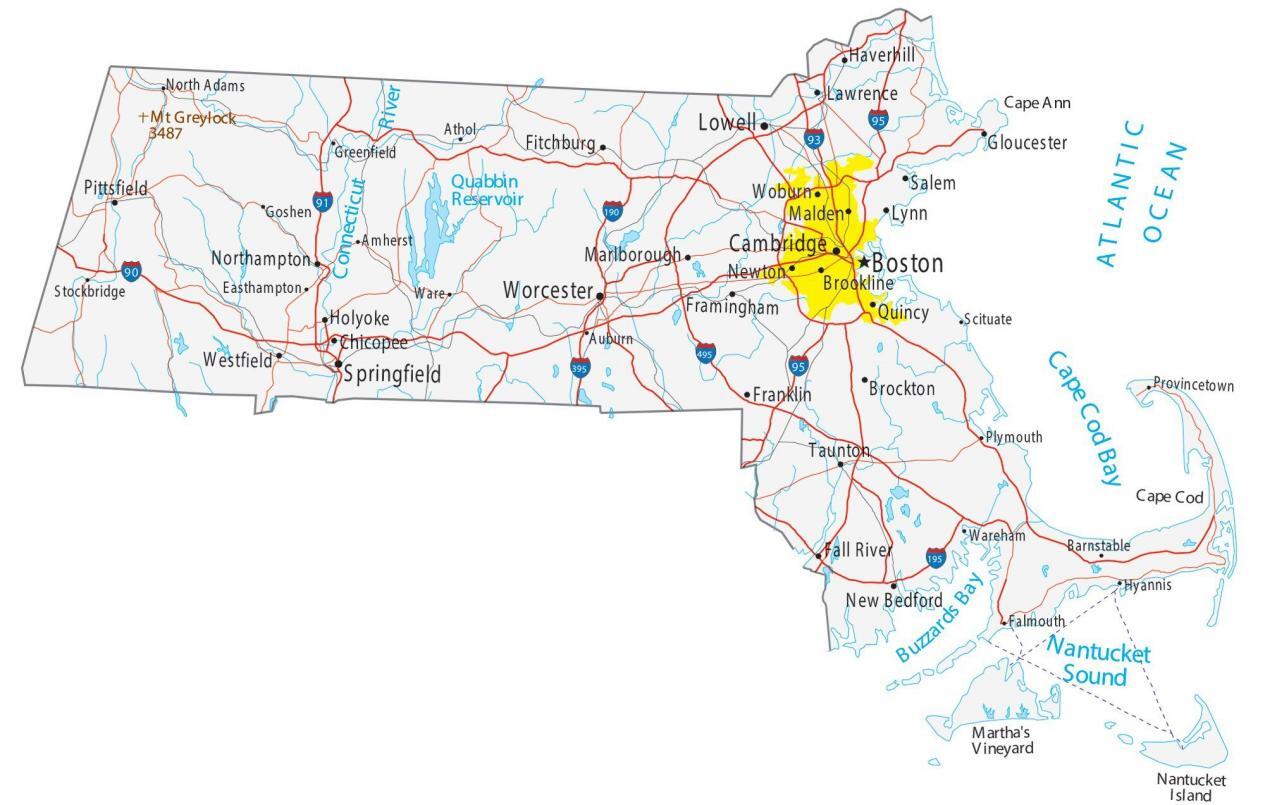 Haverhill
North Adams
Lawrence
River
Cape Ann
Mt Greylock
3487
Lowell
95
93
Athol
Fitchburg
Gloucester
Greenfield
ATLANTIC
OCEAN
Pittsfield
Quabbin
Reservoir
Woburn
Salem
91
190
Goshen
Malden
Lynn
Connecticut
Amherst
Cambridge
Northampton
Marlborough
Boston
90
Newton
Brookline
Stockbridge
Easthampton
Ware
Worcester
Framingham
Quincy
Holyoke
Scituate
Chicopee
Auburn
Westfield
495
395
95
Springfield
Franklin
Brockton
Cape Cod Bay
Provincetown
Plymouth
Taunton
Cape Cod
Wareham
Fall River
195
Barnstable
New Bedford
Hyannis
Buzzards Bay
Falmouth
Nantucket
Sound
Martha's
Vineyard
Nantucket
Island